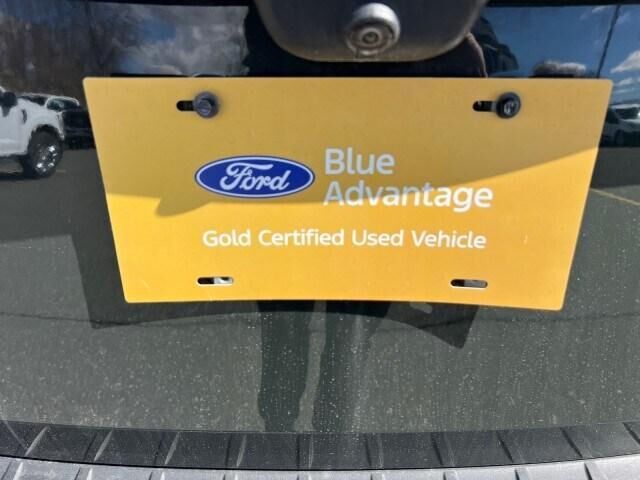 Ford
Blue
Advantage
Gold Certified Used Vehicle